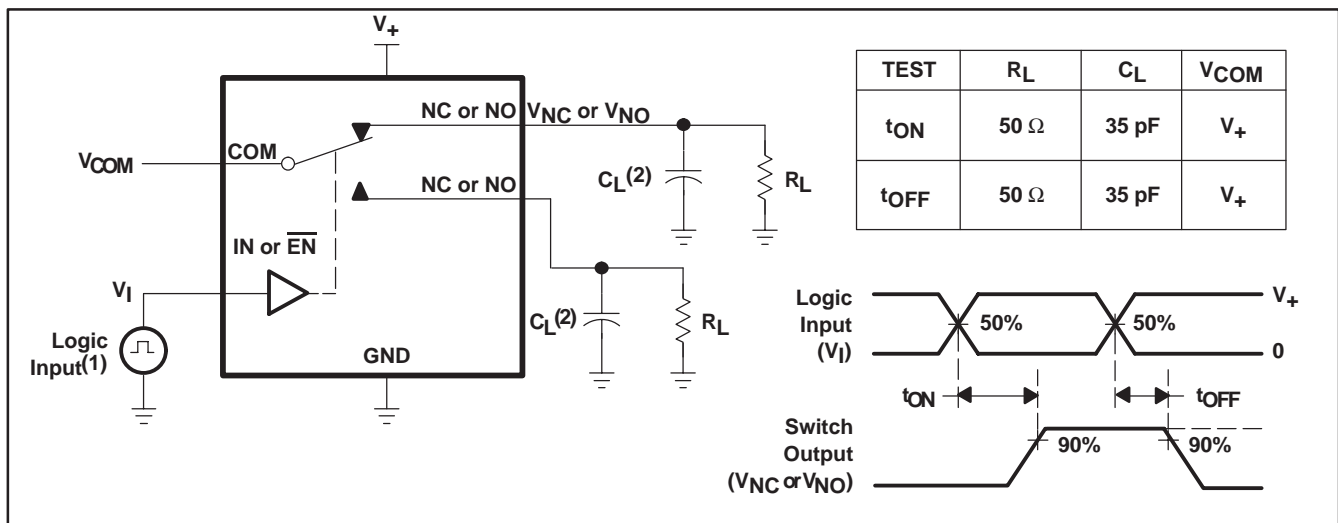 V+
NC or NO VNC or VNO
VCOM
COM
CL(2)
RL
NC or NO
IN or EN
VI
CL(2)
RL
Logic
Input(1)
GND
TEST RL CL VCOM
tON 50 Ω 35 pF V+
tOFF 50 Ω 35 pF V+
Logic
Input
(VI)
V+
50% 50%
0
tON tOFF
Switch
Output
(VNC or VNO)
90% 90%